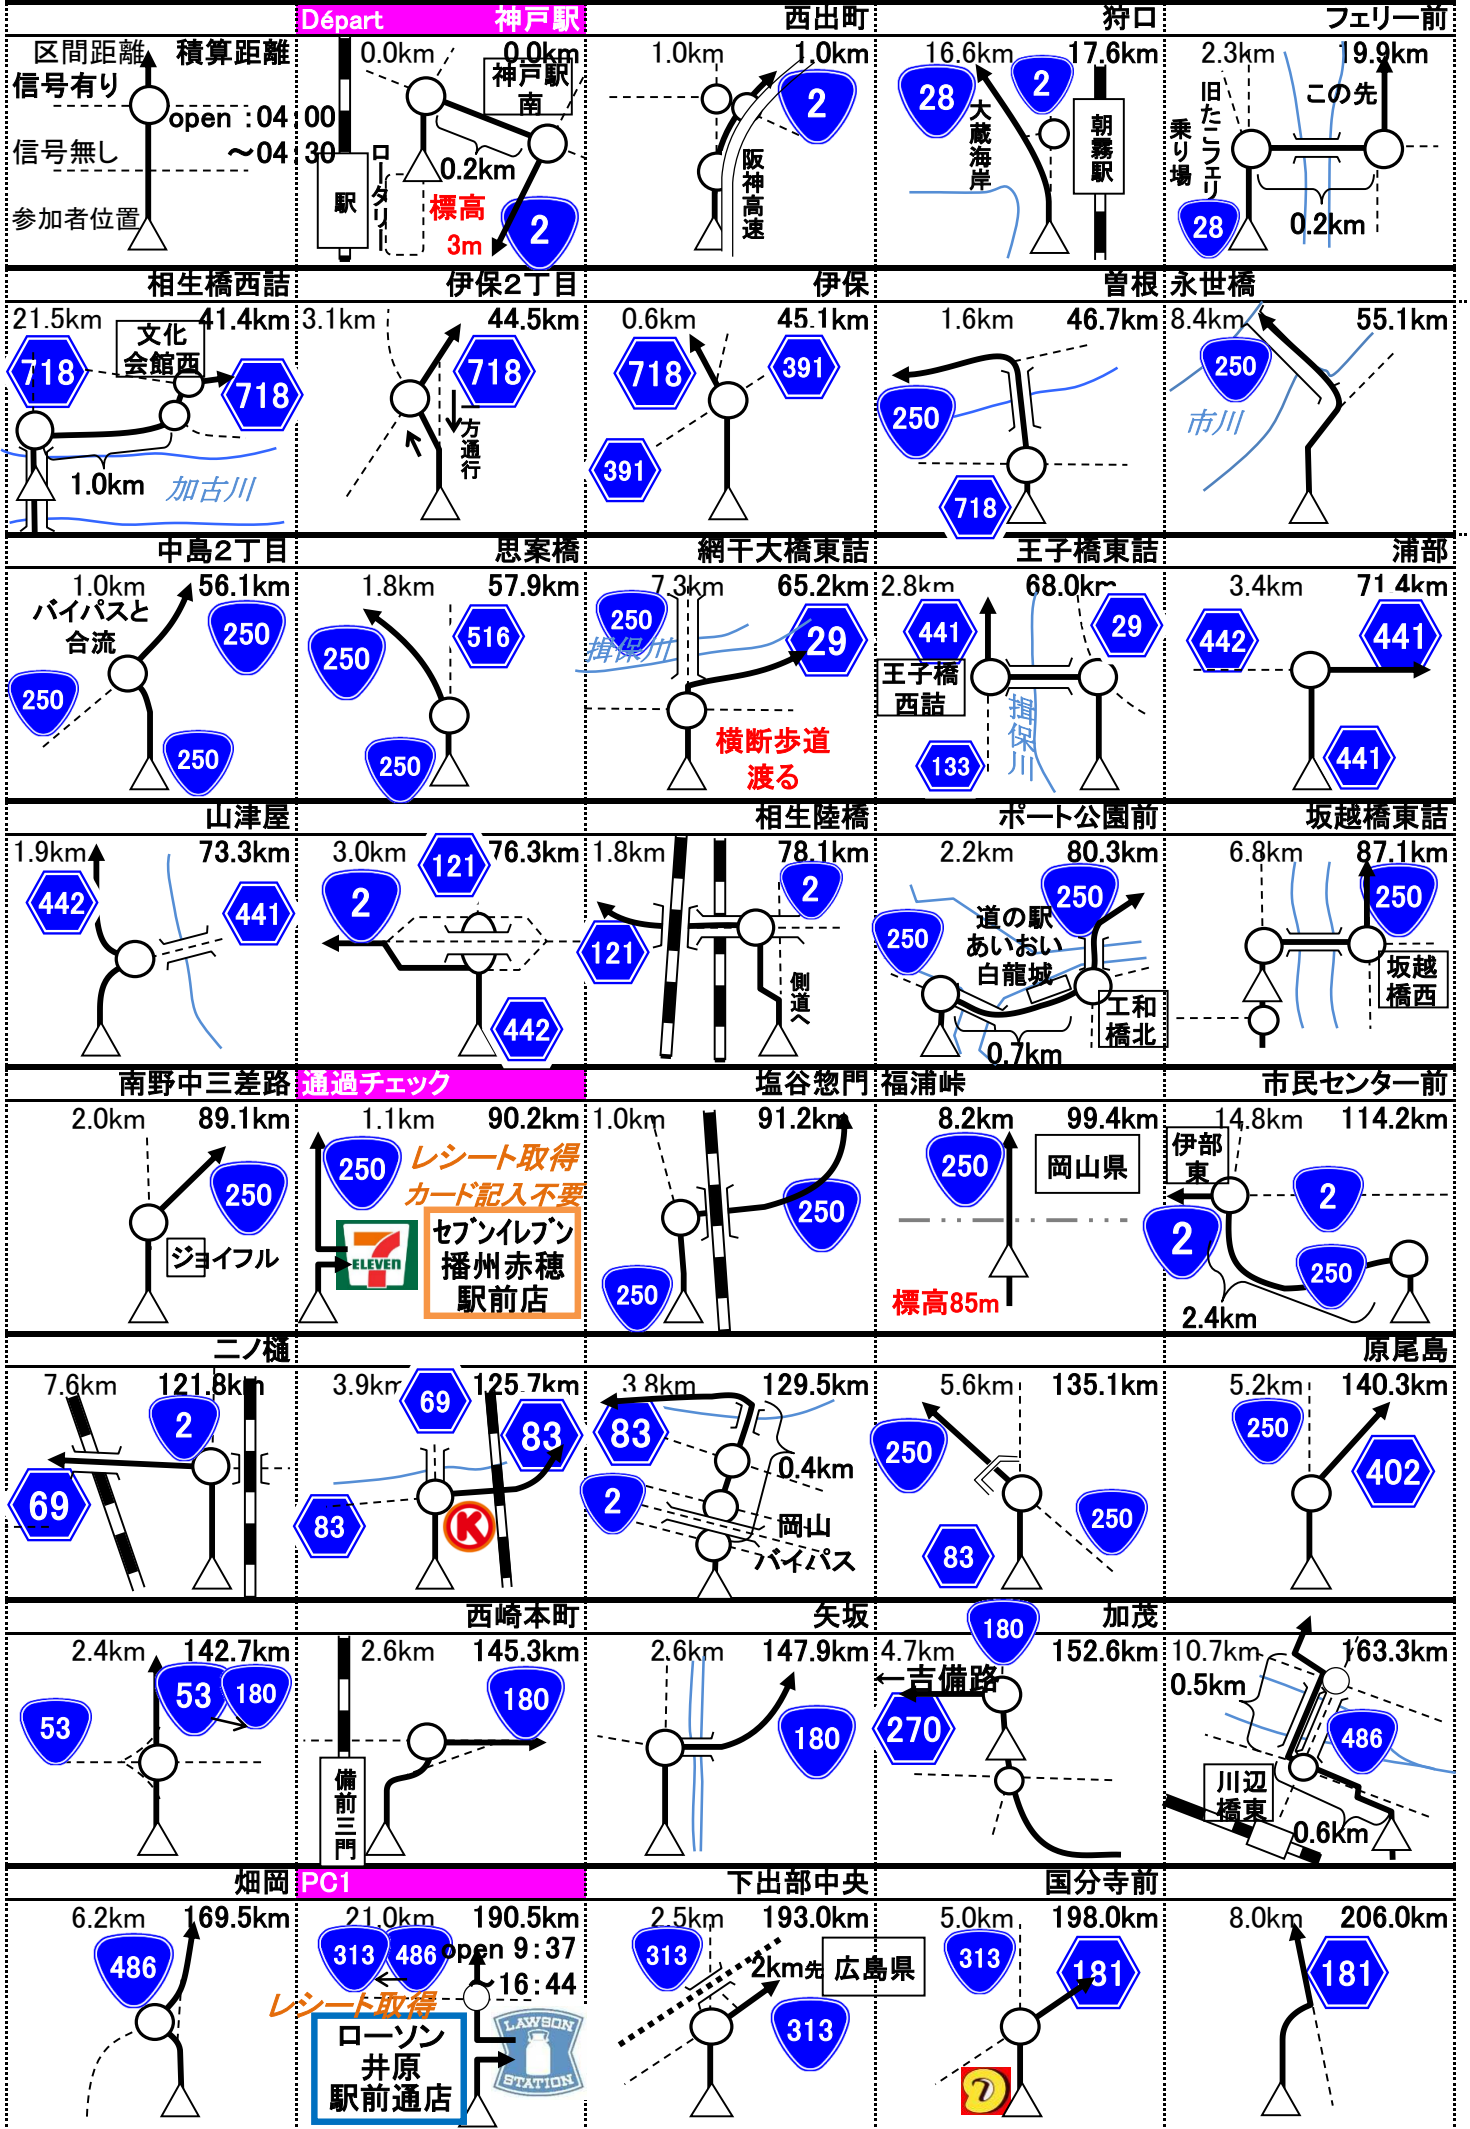 区間距離 積算距離
信号有り
open :04:00
信号無し ～04:30
参加者位置
Départ 神戸駅
0.0km 0.0km
神戸駅
南
0.2km
駅
ロータリー
標高
3m
2
西出町
1.0km 1.0km
2
阪神高速
狩口
16.6km 17.6km
28
2
大蔵海岸
朝霧駅
フェリー前
2.3km 19.9km
この先
旧たこフェリ
乗り場
28
0.2km
相生橋西詰
21.5km 41.4km
文化
会館西
718
718
1.0km
加古川
伊保２丁目
3.1km 44.5km
718
一方通行
伊保
0.6km 45.1km
718
391
391
曽根
1.6km 46.7km
250
718
永世橋
8.4km 55.1km
250
市川
中島２丁目
1.0km 56.1km
バイパスと
合流
250
250
250
思案橋
1.8km 57.9km
516
250
250
網干大橋東詰
7.3km 65.2km
250
揖保川
29
横断歩道
渡る
王子橋東詰
2.8km 68.0km
441
29
王子橋
西詰
揖保川
133
浦部
3.4km 71.4km
442
441
441
山津屋
1.9km 73.3km
442
441
3.0km 76.3km
121
2
442
相生陸橋
1.8km 78.1km
2
121
側道へ
ポート公園前
2.2km 80.3km
250
道の駅
あいおい
白龍城
250
工和
橋北
0.7km
坂越橋東詰
6.8km 87.1km
250
坂越
橋西
南野中三差路
2.0km 89.1km
250
ジョイフル
通過チェック
1.1km 90.2km
250
レシート取得
カード記入不要
7
ELEVEN
セブンイレブン
播州赤穂
駅前店
塩谷惣門
1.0km 91.2km
250
250
福浦峠
8.2km 99.4km
250
岡山県
標高85m
市民センター前
14.8km 114.2km
伊部
東
2
2
250
2.4km
二ノ樋
7.6km 121.8km
2
69
3.9km 125.7km
69
83
83
K
3.8km 129.5km
83
0.4km
2
岡山
バイパス
5.6km 135.1km
250
250
83
原尾島
5.2km 140.3km
250
402
2.4km 142.7km
53
180
53
西崎本町
2.6km 145.3km
180
備前三門
矢坂
2.6km 147.9km
180
加茂
180
4.7km 152.6km
←吉備路
270
10.7km 163.3km
0.5km
486
川辺
橋東
0.6km
畑岡
6.2km 169.5km
486
PC1
21.0km 190.5km
313
486
open 9:37
～16:44
レシート取得
ローソン
井原
駅前通店
LAWSON
STATION
下出部中央
2.5km 193.0km
313
2km先
広島県
313
国分寺前
5.0km 198.0km
313
181
8.0km 206.0km
181